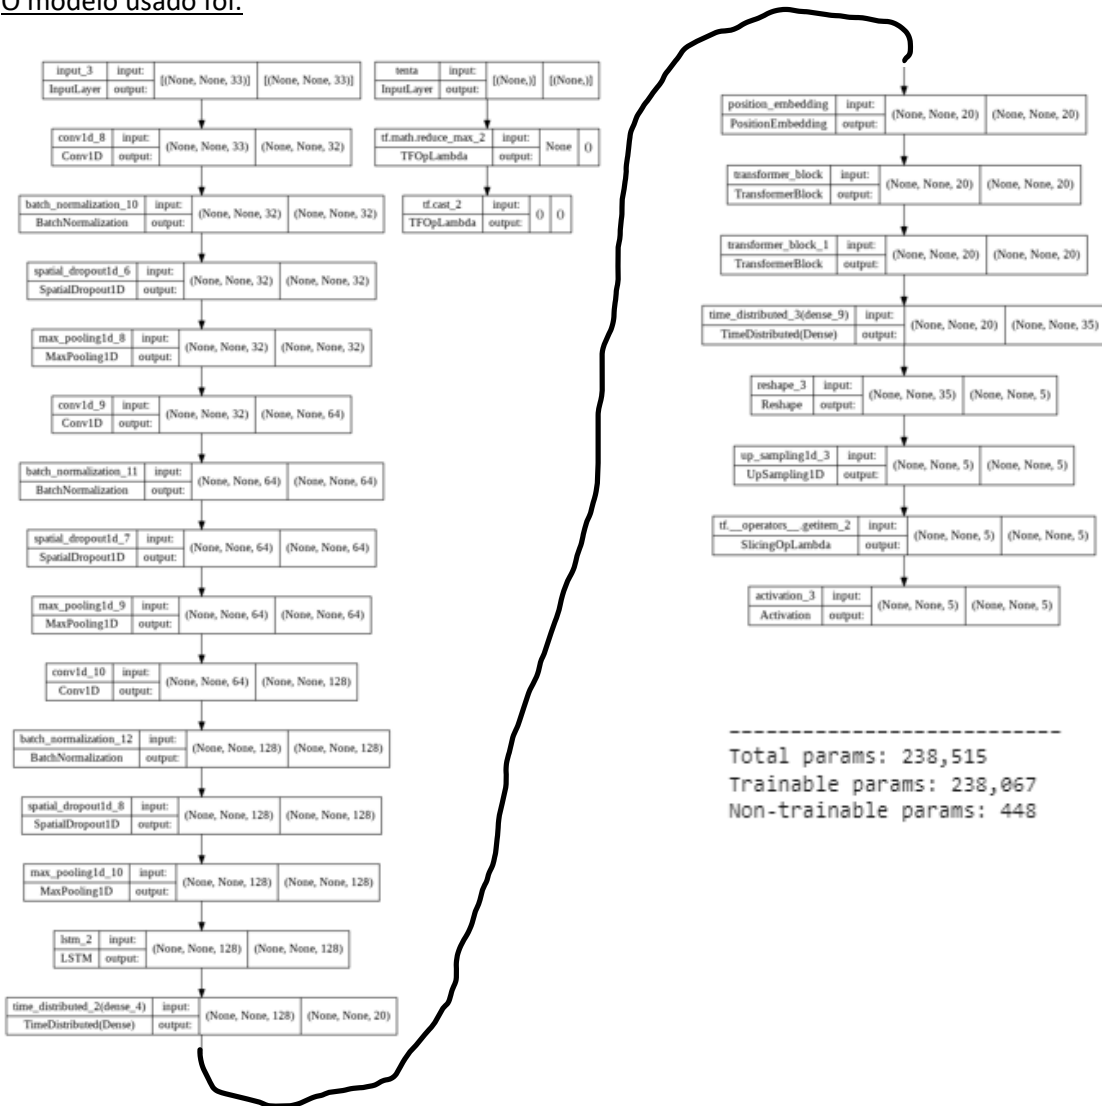 O modelo usado foi:
input_3 input: [(None, None, 33)] [(None, None, 33)]
InputLayer output:
conv1d_8 input: (None, None, 33) (None, None, 32)
Conv1D output:
batch_normalization_10 input: (None, None, 32) (None, None, 32)
BatchNormalization output:
spatial_dropout1d_6 input: (None, None, 32) (None, None, 32)
SpatialDropout1D output:
max_pooling1d_8 input: (None, None, 32) (None, None, 32)
MaxPooling1D output:
conv1d_9 input: (None, None, 32) (None, None, 64)
Conv1D output:
batch_normalization_11 input: (None, None, 64) (None, None, 64)
BatchNormalization output:
spatial_dropout1d_7 input: (None, None, 64) (None, None, 64)
SpatialDropout1D output:
max_pooling1d_9 input: (None, None, 64) (None, None, 64)
MaxPooling1D output:
conv1d_10 input: (None, None, 64) (None, None, 128)
Conv1D output:
batch_normalization_12 input: (None, None, 128) (None, None, 128)
BatchNormalization output:
spatial_dropout1d_8 input: (None, None, 128) (None, None, 128)
SpatialDropout1D output:
max_pooling1d_10 input: (None, None, 128) (None, None, 128)
MaxPooling1D output:
lstm_2 input: (None, None, 128) (None, None, 128)
LSTM output:
time_distributed_2(dense_4) input: (None, None, 128) (None, None, 20)
TimeDistributed(Dense) output:
tenta input: [(None,)] [(None,)]
InputLayer output:
tf.math.reduce_max_2 input: None ()
TFOpLambda output:
tf.cast_2 input: () ()
TFOpLambda output:
position_embedding input: (None, None, 20) (None, None, 20)
PositionEmbedding output:
transformer_block input: (None, None, 20) (None, None, 20)
TransformerBlock output:
transformer_block_1 input: (None, None, 20) (None, None, 20)
TransformerBlock output:
time_distributed_3(dense_9) input: (None, None, 20) (None, None, 35)
TimeDistributed(Dense) output:
reshape_3 input: (None, None, 35) (None, None, 5)
Reshape output:
up_sampling1d_3 input: (None, None, 5) (None, None, 5)
UpSampling1D output:
tf.__operators__.getitem_2 input: (None, None, 5) (None, None, 5)
SlicingOpLambda output:
activation_3 input: (None, None, 5) (None, None, 5)
Activation output:
Total params: 238,515
Trainable params: 238,067
Non-trainable params: 448